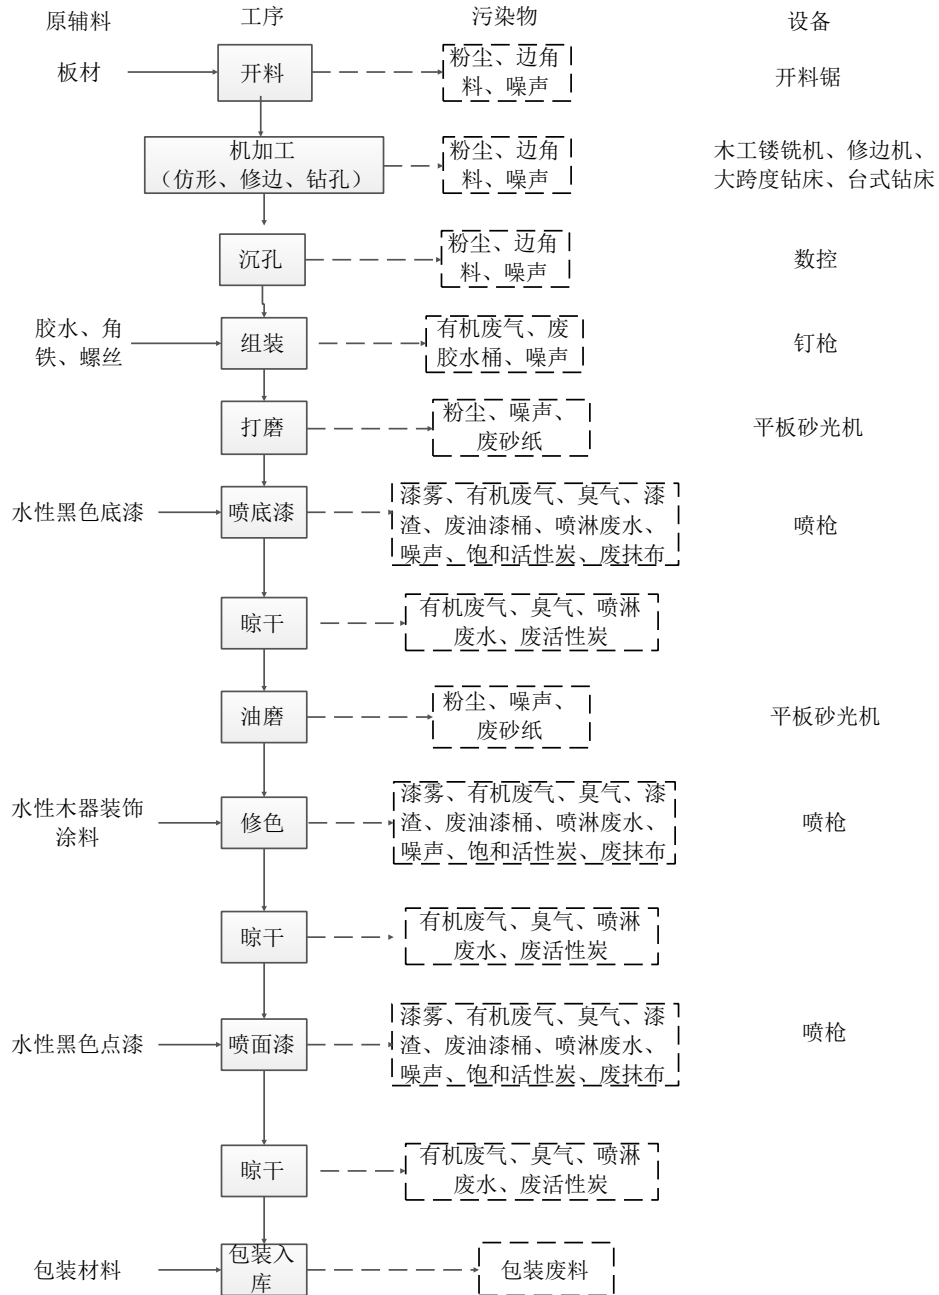 原辅料 工序 污染物 设备
板材 开料 粉尘、边角
料、噪声 开料锯
机加工
（仿形、修边、钻孔） 粉尘、边角
料、噪声 木工镂铣机、修边机、
大跨度钻床、台式钻床
沉孔 粉尘、边角
料、噪声 数控
胶水、角
铁、螺丝 组装 有机废气、废
胶水桶、噪声 钉枪
打磨 粉尘、噪声、
废砂纸 平板砂光机
水性黑色底漆 喷底漆 漆雾、有机废气、臭气、漆
渣、废油漆桶、喷淋废水、
噪声、饱和活性炭、废抹布 喷枪
晾干 有机废气、臭气、喷淋
废水、废活性炭
油磨 粉尘、噪声、
废砂纸 平板砂光机
水性木器装饰
涂料 修色 漆雾、有机废气、臭气、漆
渣、废油漆桶、喷淋废水、
噪声、饱和活性炭、废抹布 喷枪
晾干 有机废气、臭气、喷淋
废水、废活性炭
水性黑色点漆 喷面漆 漆雾、有机废气、臭气、漆
渣、废油漆桶、喷淋废水、
噪声、饱和活性炭、废抹布 喷枪
晾干 有机废气、臭气、喷淋
废水、废活性炭
包装材料 包装入
库 包装废料